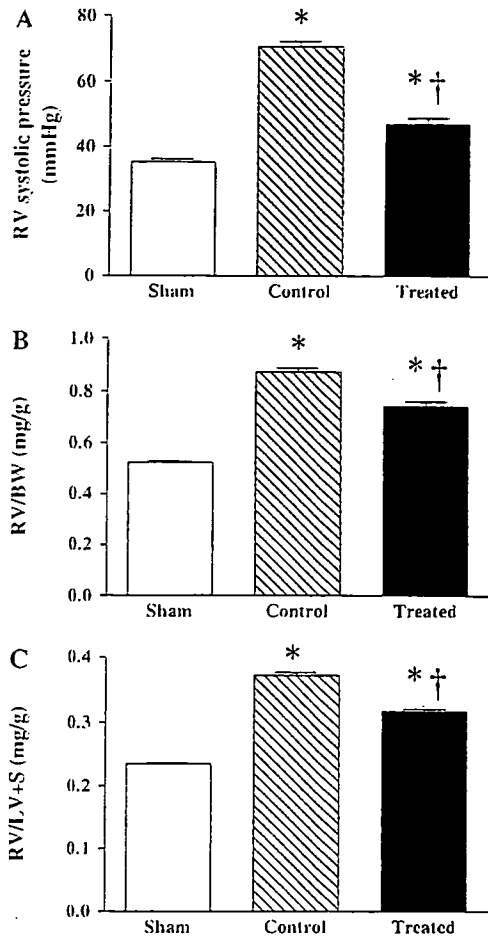 A
RV systolic pressure
(mmHg)
80
60
40
20
0
*
* †
Sham Control Treated
B
RV/BW (mg/g)
1.0
0.8
0.6
0.4
0.2
0.0
*
* †
Sham Control Treated
C
RV/LV+S (mg/g)
0.4
0.3
0.2
0.1
0.0
*
* †
Sham Control Treated